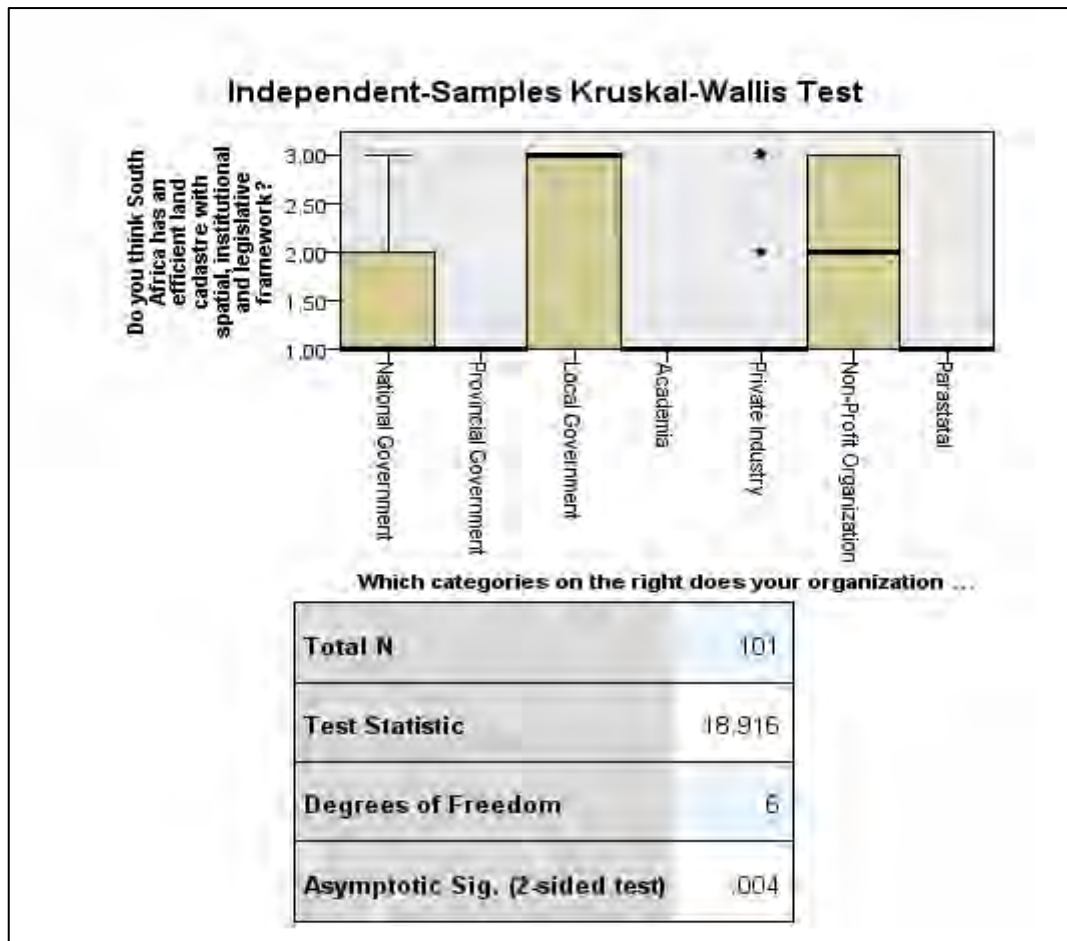 Independent-Samples Kruskal-Wallis Test
Do you think South
Africa has an
efficient land
cadastre with
spatial, institutional
and legislative
framework?
3.00
2.50
2.00
1.50
1.00
National Government
Provincial Government
Local Government
Academia
Private Industry
Non-Profit Organization
Parastatal
Which categories on the right does your organization ...
Total N 101
Test Statistic 18.916
Degrees of Freedom 6
Asymptotic Sig. (2-sided test) .004